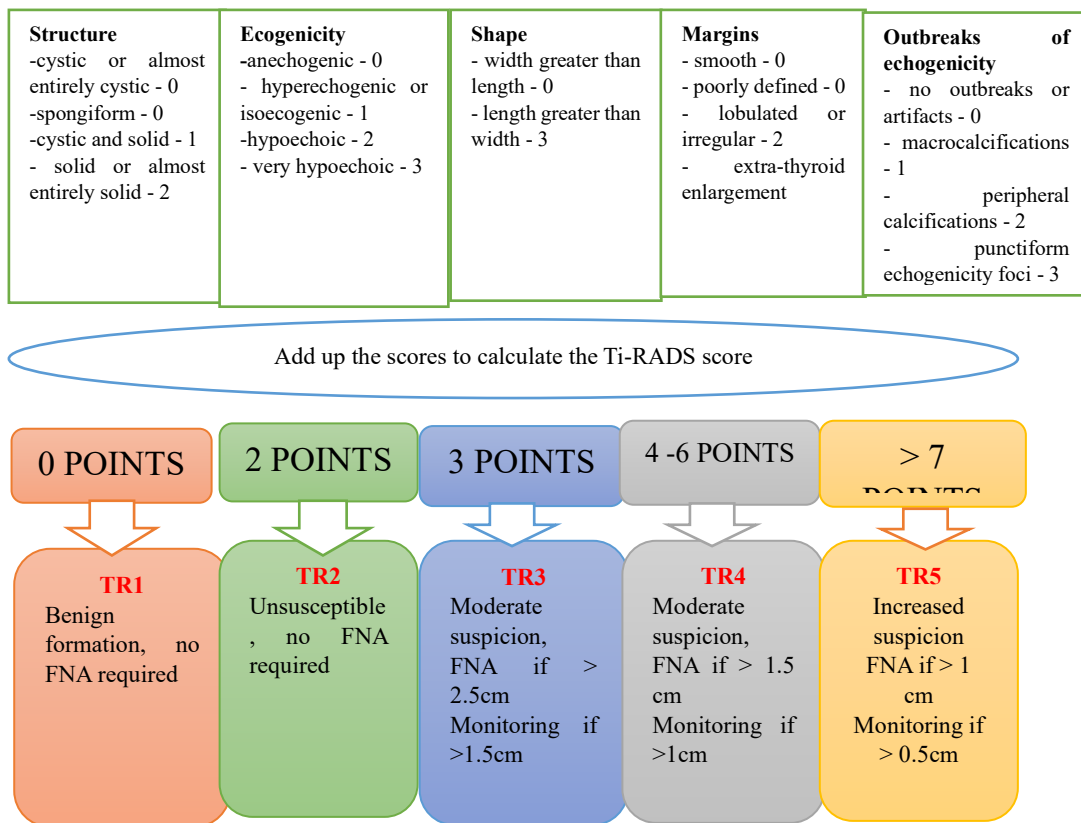 Structure
-cystic or almost
entirely cystic - 0
-spongiform - 0
-cystic and solid - 1
- solid or almost
entirely solid - 2
Ecogenicity
-anechogenic - 0
- hyperechogenic or
isoecogenic - 1
-hypoechoic - 2
- very hypoechoic - 3
Shape
- width greater than
length - 0
- length greater than
width - 3
Margins
- smooth - 0
- poorly defined - 0
- lobulated or
irregular - 2
- extra-thyroid
enlargement
Outbreaks of
echogenicity
- no outbreaks or
artifacts - 0
- macrocalcifications
- 1
- peripheral
calcifications - 2
- punctiform
echogenicity foci - 3
Add up the scores to calculate the Ti-RADS score
0 POINTS
2 POINTS
3 POINTS
4 -6 POINTS
> 7
POINTS
TR1
Benign
formation, no
FNA required
TR2
Unsusceptible
, no FNA
required
TR3
Moderate
suspicion,
FNA if >
2.5cm
Monitoring if
>1.5cm
TR4
Moderate
suspicion,
FNA if > 1.5
cm
Monitoring if
>1cm
TR5
Increased
suspicion
FNA if > 1
cm
Monitoring if
> 0.5cm